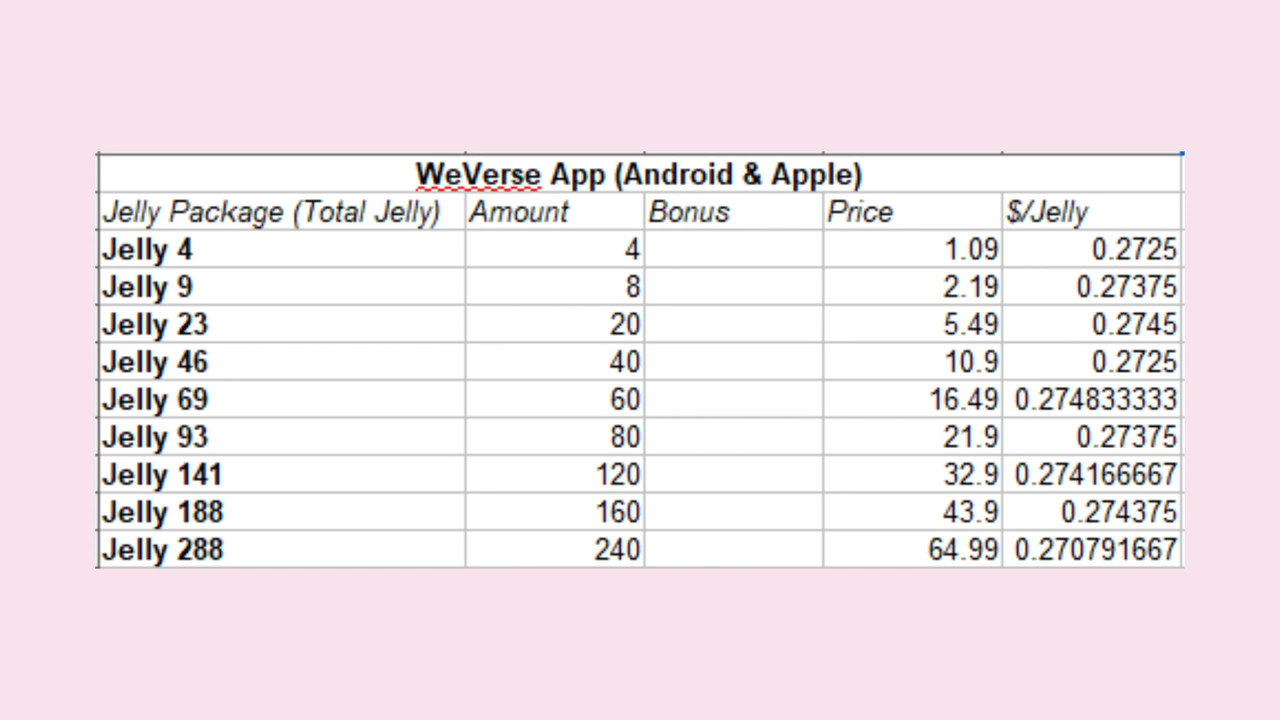 WeVerse App (Android & Apple)
Jelly Package (Total Jelly) Amount Bonus Price $/Jelly
Jelly 4 4 1.09 0.2725
Jelly 9 8 2.19 0.27375
Jelly 23 20 5.49 0.2745
Jelly 46 40 10.9 0.2725
Jelly 69 60 16.49 0.274833333
Jelly 93 80 21.9 0.27375
Jelly 141 120 32.9 0.274166667
Jelly 188 160 43.9 0.274375
Jelly 288 240 64.99 0.270791667